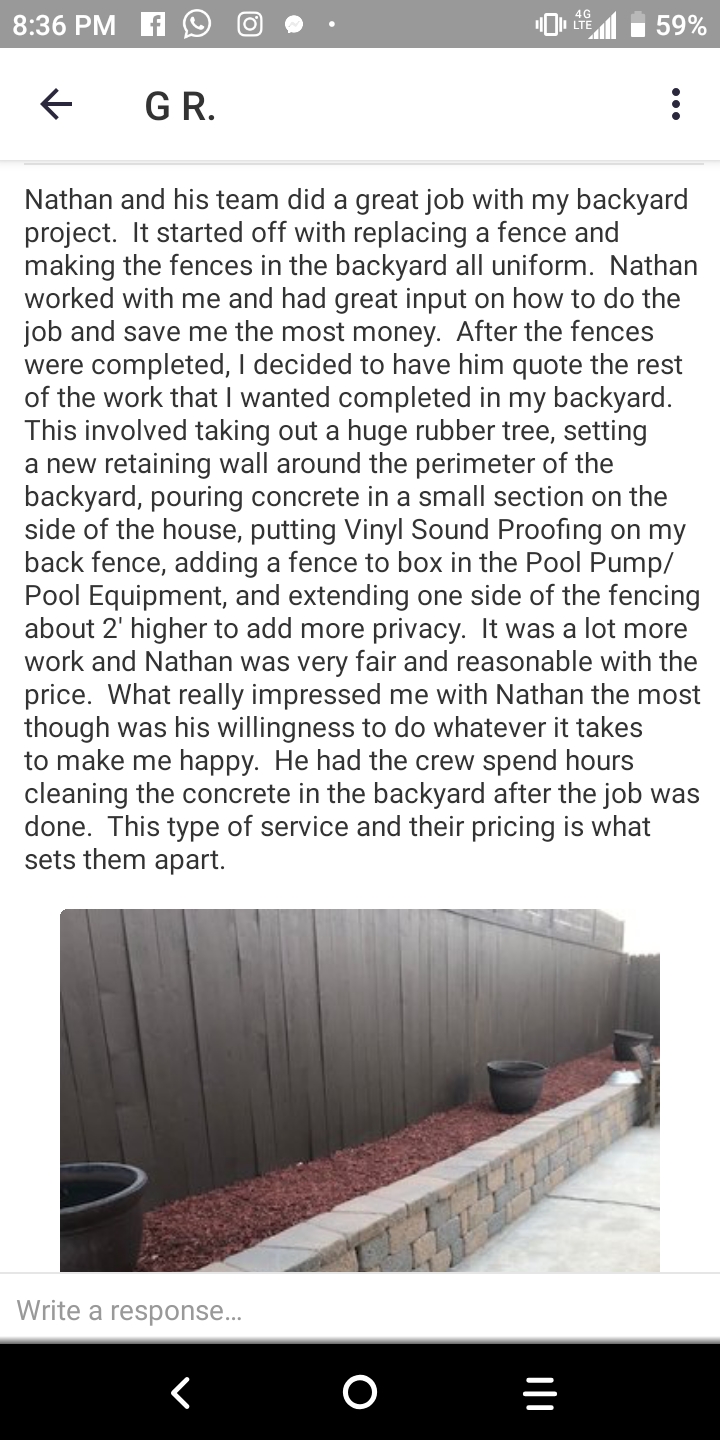 8:36 PM 4G LTE 59%
G R.
Nathan and his team did a great job with my backyard
project.  It started off with replacing a fence and
making the fences in the backyard all uniform.  Nathan
worked with me and had great input on how to do the
job and save me the most money.  After the fences
were completed, I decided to have him quote the rest
of the work that I wanted completed in my backyard.
This involved taking out a huge rubber tree, setting
a new retaining wall around the perimeter of the
backyard, pouring concrete in a small section on the
side of the house, putting Vinyl Sound Proofing on my
back fence, adding a fence to box in the Pool Pump/
Pool Equipment, and extending one side of the fencing
about 2' higher to add more privacy.  It was a lot more
work and Nathan was very fair and reasonable with the
price.  What really impressed me with Nathan the most
though was his willingness to do whatever it takes
to make me happy.  He had the crew spend hours
cleaning the concrete in the backyard after the job was
done.  This type of service and their pricing is what
sets them apart.
Write a response...